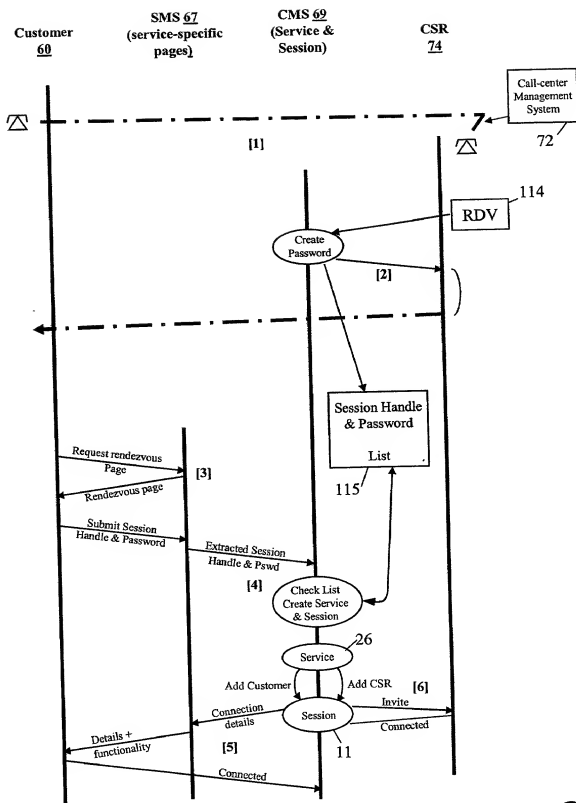 Customer
60
SMS 67
(service-specific
pages)
CMS 69
(Service &
Session)
CSR
74
Call-center
Management
System
72
[1]
RDV
114
Create
Password
[2]
Session Handle
& Password
List
115
Request rendezvous
Page
[3]
Rendezvous page
Submit Session
Handle & Password
Extracted Session
Handle & Pswd
[4]
Check List
Create Service
& Session
26
Service
Add Customer
Add CSR
[6]
Connection
details
Session
Invite
Connected
11
Details +
functionality
[5]
Connected